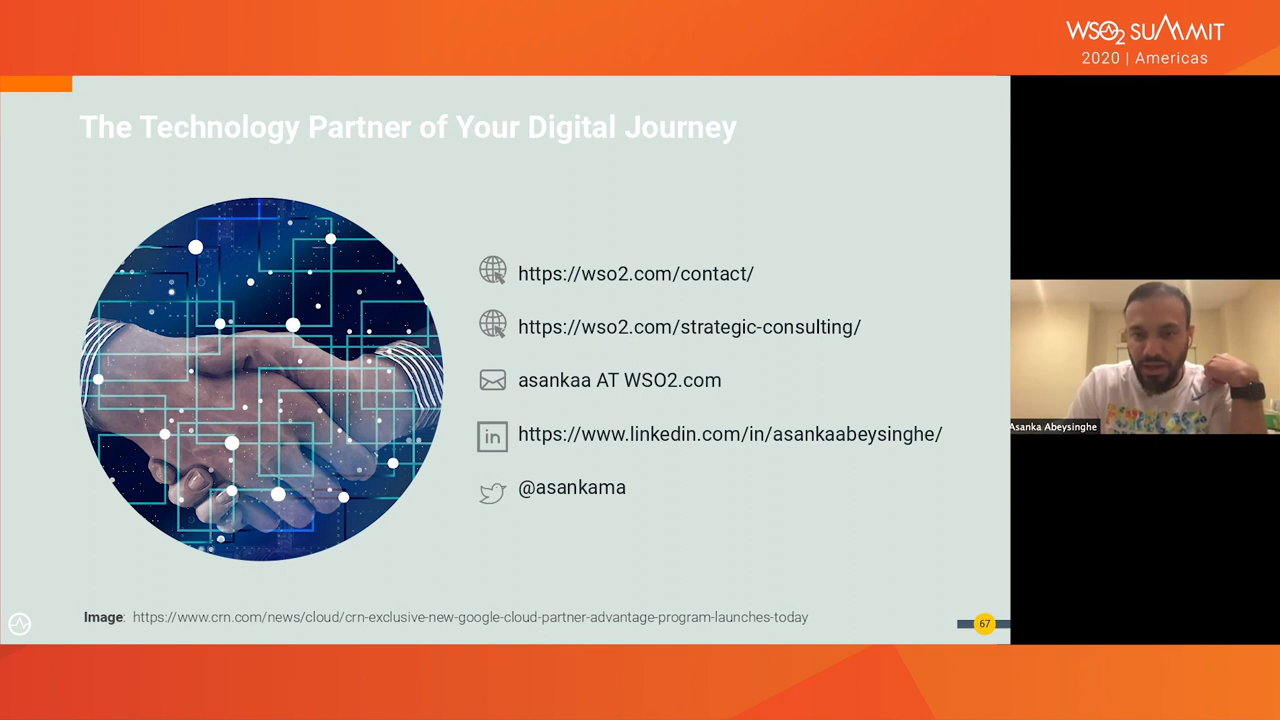 WSO2 SUMMIT
2020 | Americas
The Technology Partner of Your Digital Journey
https://wso2.com/contact/
https://wso2.com/strategic-consulting/
asankaa AT WSO2.com
in https://www.linkedin.com/in/asankaabeysinghe/
@asankama
Asanka Abeysinghe
Image: https://www.crn.com/news/cloud/crn-exclusive-new-google-cloud-partner-advantage-program-launches-today
67